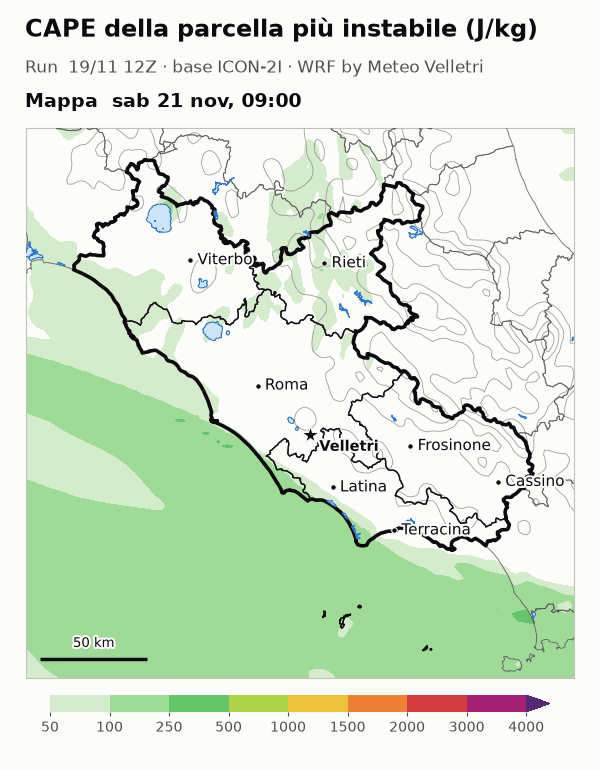 CAPE della parcella più instabile (J/kg)
Run  19/11 12Z · base ICON-2I · WRF by Meteo Velletri
Mappa  sab 21 nov, 09:00
Viterbo
Rieti
Roma
Velletri
Frosinone
Cassino
Latina
Terracina
50 km
50 100 250 500 1000 1500 2000 3000 4000